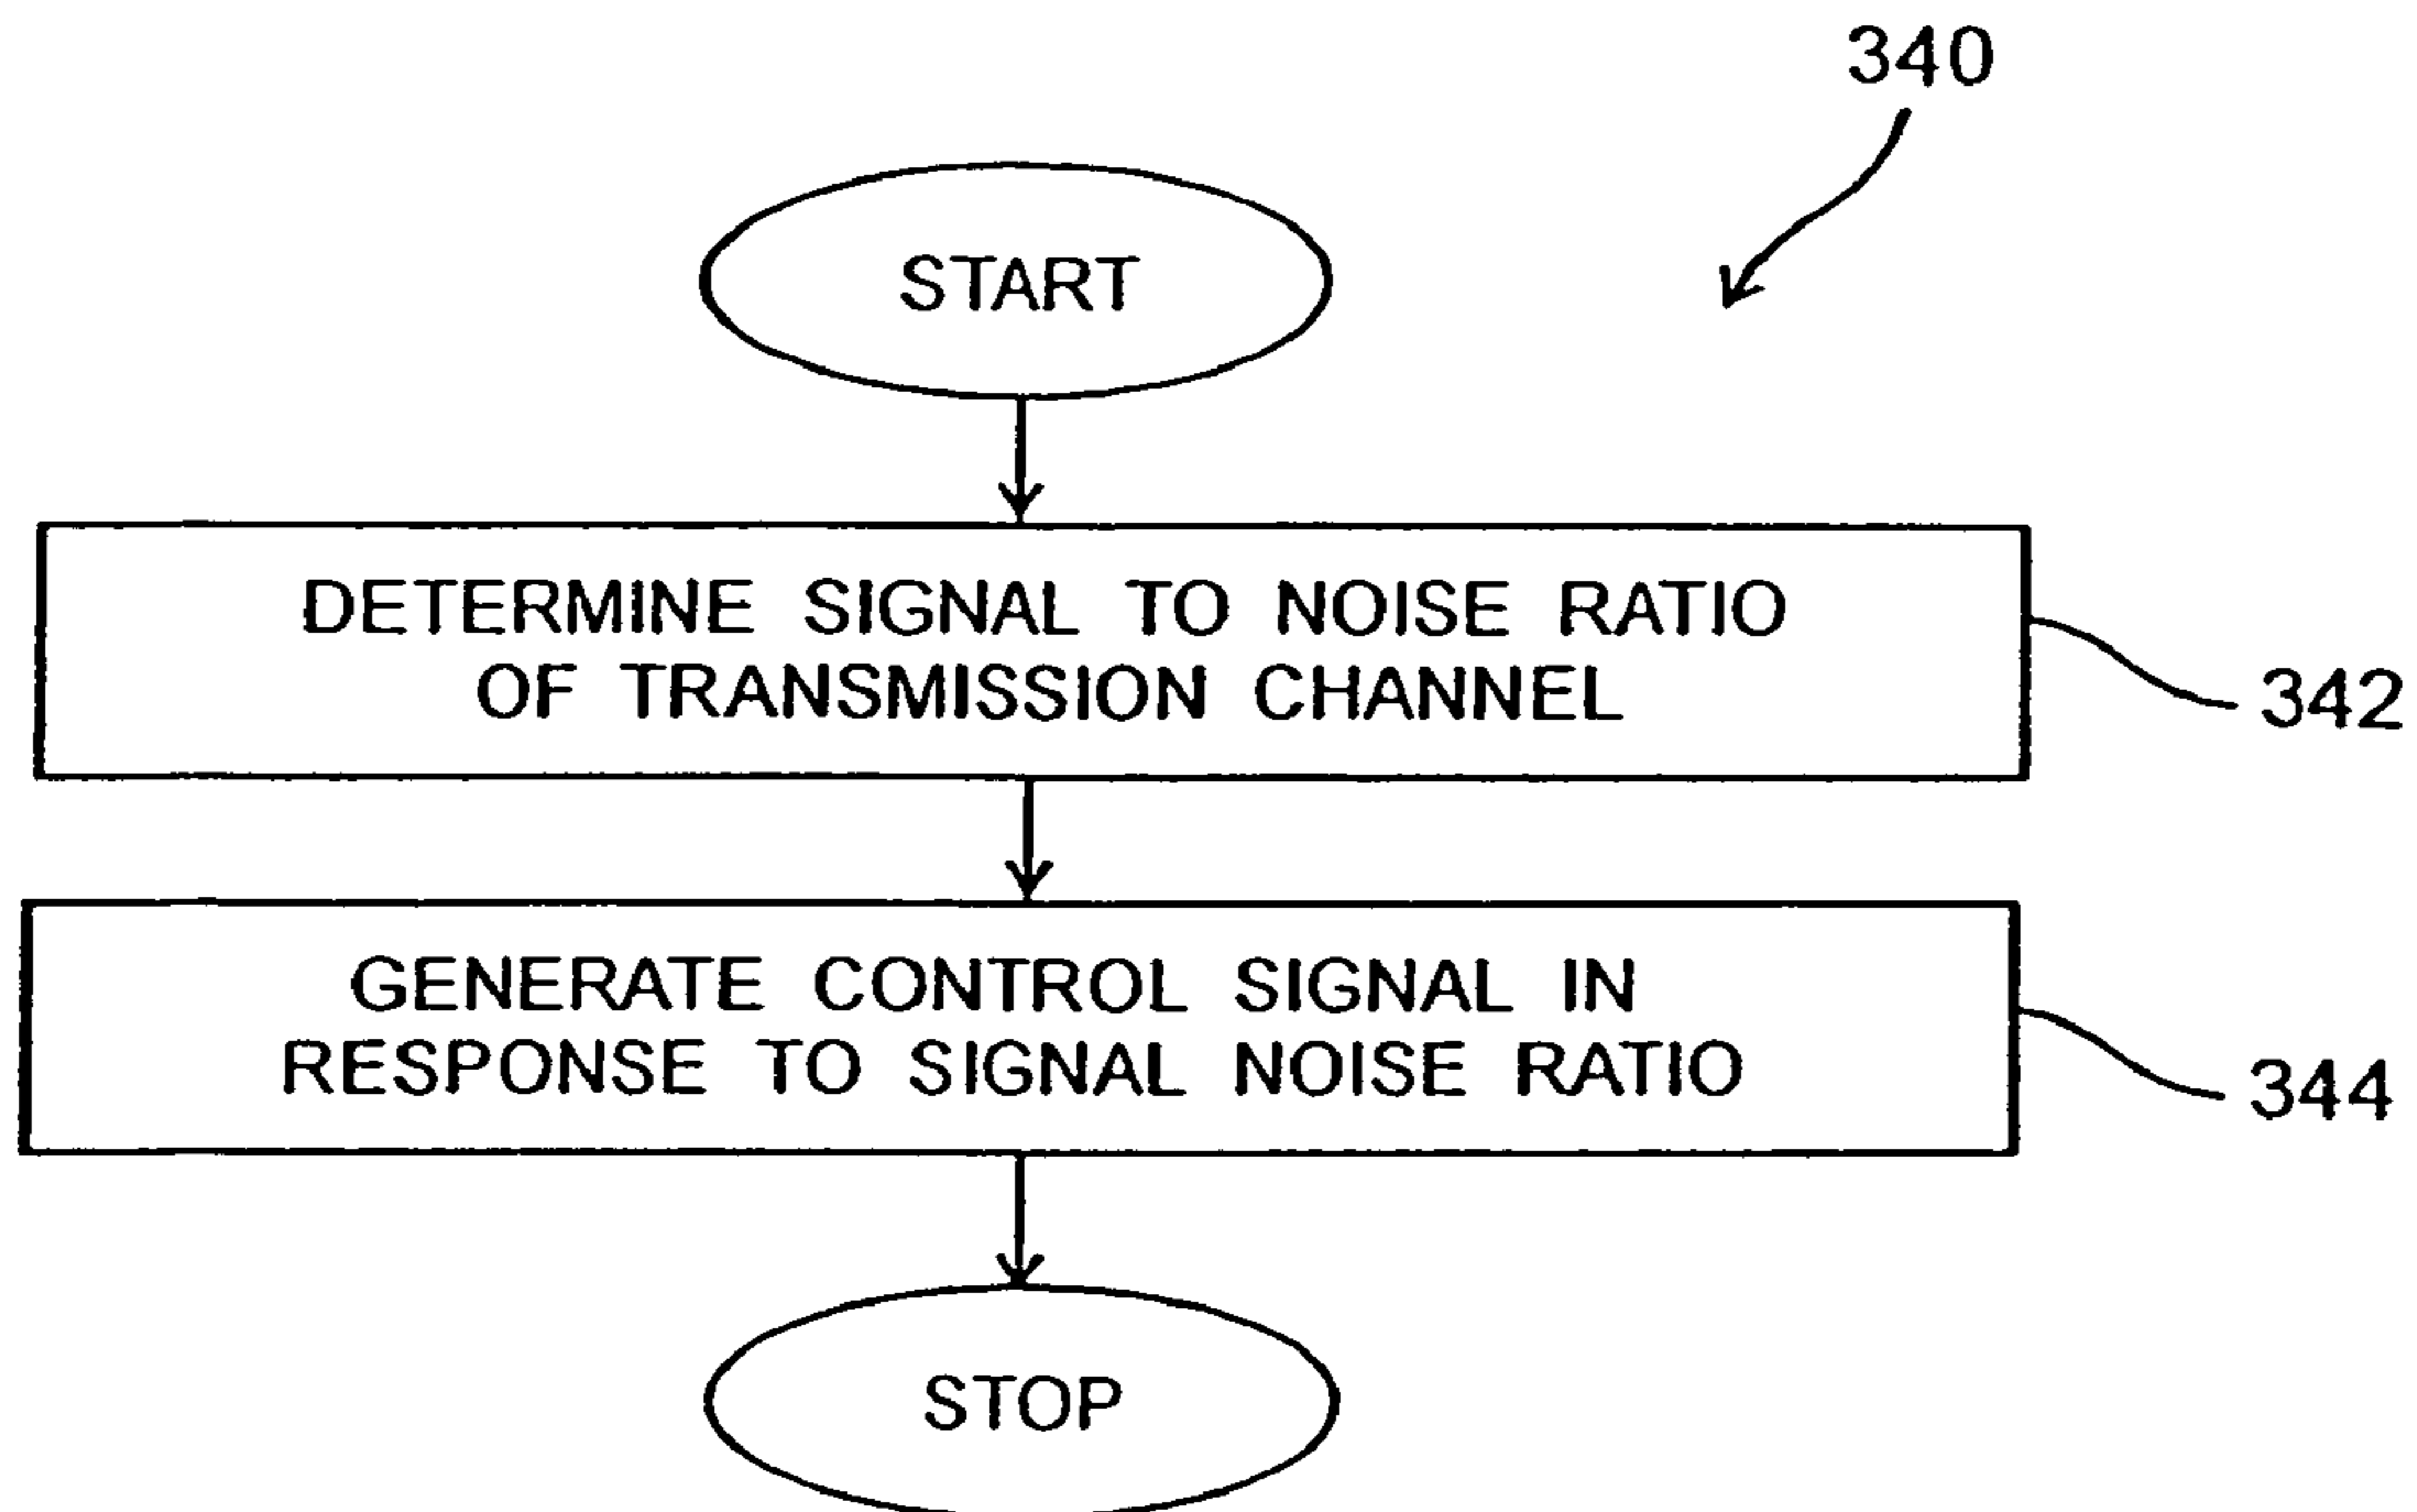 340
START
DETERMINE SIGNAL TO NOISE RATIO
OF TRANSMISSION CHANNEL
342
GENERATE CONTROL SIGNAL IN
RESPONSE TO SIGNAL NOISE RATIO
344
STOP